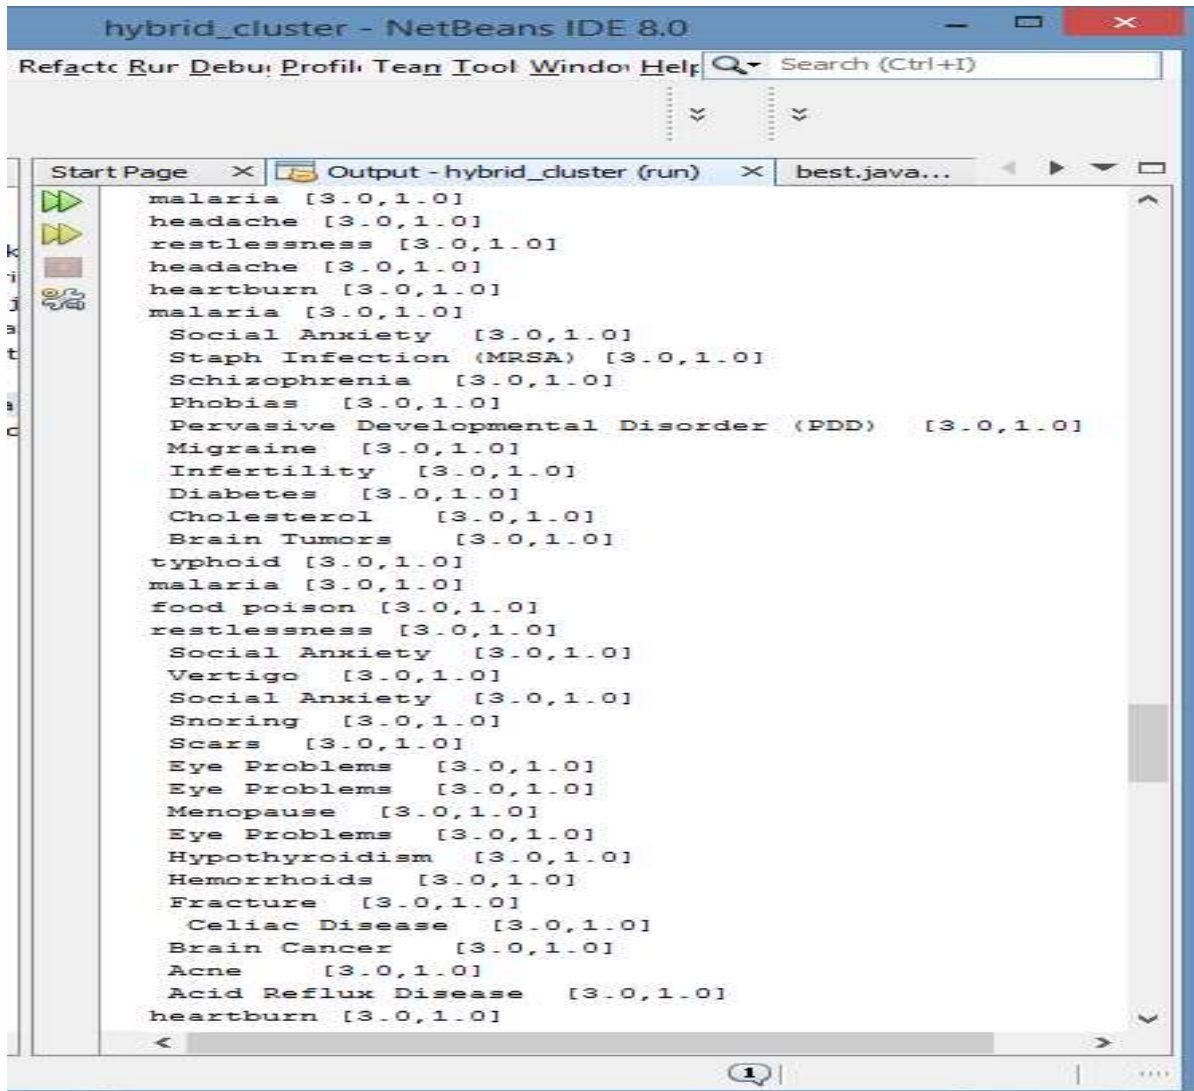 hybrid_cluster - NetBeans IDE 8.0
Refactc Rur Debu Profil Tean Tool Windo Help Search (Ctrl+I)
Start Page Output - hybrid_cluster (run) best.java...
malaria [3.0,1.0]
headache [3.0,1.0]
restlessness [3.0,1.0]
headache [3.0,1.0]
heartburn [3.0,1.0]
malaria [3.0,1.0]
Social Anxiety [3.0,1.0]
Staph Infection (MRSA) [3.0,1.0]
Schizophrenia [3.0,1.0]
Phobias [3.0,1.0]
Pervasive Developmental Disorder (PDD) [3.0,1.0]
Migraine [3.0,1.0]
Infertility [3.0,1.0]
Diabetes [3.0,1.0]
Cholesterol [3.0,1.0]
Brain Tumors [3.0,1.0]
typhoid [3.0,1.0]
malaria [3.0,1.0]
food poison [3.0,1.0]
restlessness [3.0,1.0]
Social Anxiety [3.0,1.0]
Vertigo [3.0,1.0]
Social Anxiety [3.0,1.0]
Snoring [3.0,1.0]
Scars [3.0,1.0]
Eye Problems [3.0,1.0]
Eye Problems [3.0,1.0]
Menopause [3.0,1.0]
Eye Problems [3.0,1.0]
Hypothyroidism [3.0,1.0]
Hemorrhoids [3.0,1.0]
Fracture [3.0,1.0]
Celiac Disease [3.0,1.0]
Brain Cancer [3.0,1.0]
Acne [3.0,1.0]
Acid Reflux Disease [3.0,1.0]
heartburn [3.0,1.0]
1